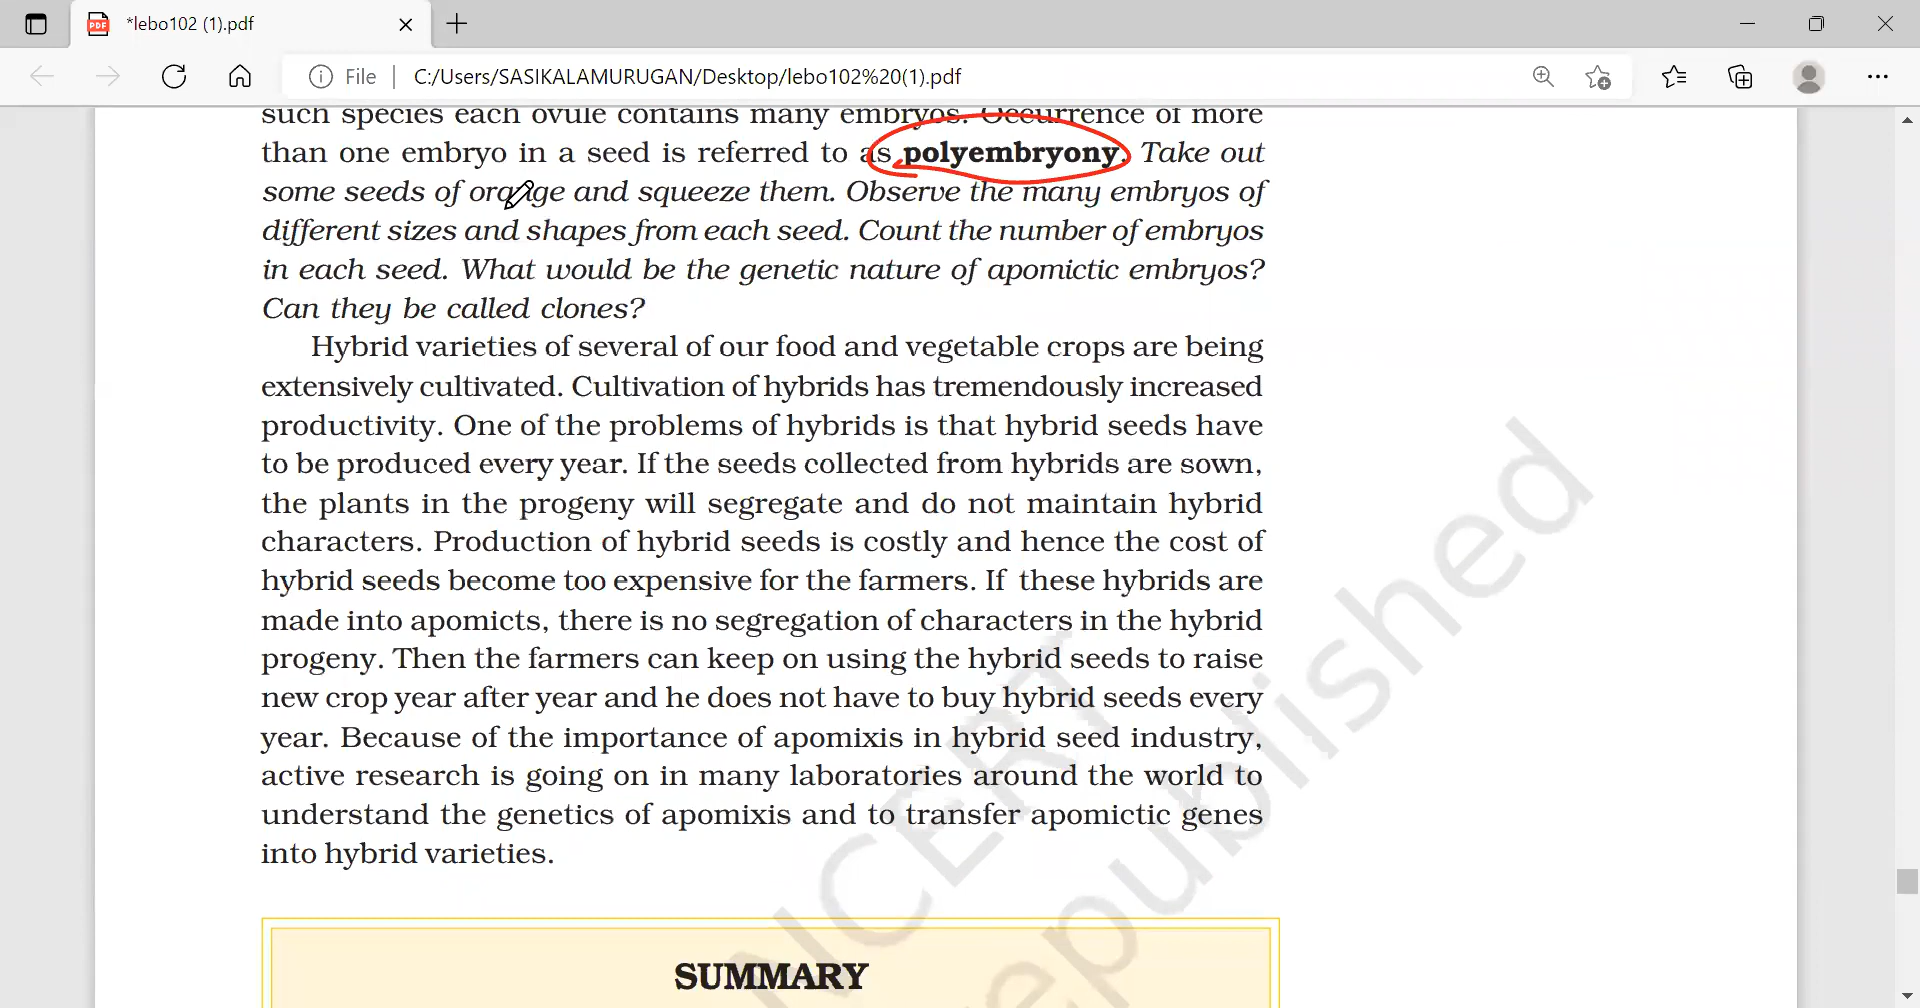 *lebo102 (1).pdf
File | C:/Users/SASIKALAMURUGAN/Desktop/lebo102%20(1).pdf
such species each ovule contains many embryos. Occurrence of more
than one embryo in a seed is referred to as polyembryony. Take out
some seeds of orange and squeeze them. Observe the many embryos of
different sizes and shapes from each seed. Count the number of embryos
in each seed. What would be the genetic nature of apomictic embryos?
Can they be called clones?
Hybrid varieties of several of our food and vegetable crops are being
extensively cultivated. Cultivation of hybrids has tremendously increased
productivity. One of the problems of hybrids is that hybrid seeds have
to be produced every year. If the seeds collected from hybrids are sown,
the plants in the progeny will segregate and do not maintain hybrid
characters. Production of hybrid seeds is costly and hence the cost of
hybrid seeds become too expensive for the farmers. If these hybrids are
made into apomicts, there is no segregation of characters in the hybrid
progeny. Then the farmers can keep on using the hybrid seeds to raise
new crop year after year and he does not have to buy hybrid seeds every
year. Because of the importance of apomixis in hybrid seed industry,
active research is going on in many laboratories around the world to
understand the genetics of apomixis and to transfer apomictic genes
into hybrid varieties.
SUMMARY
NCERT
republished